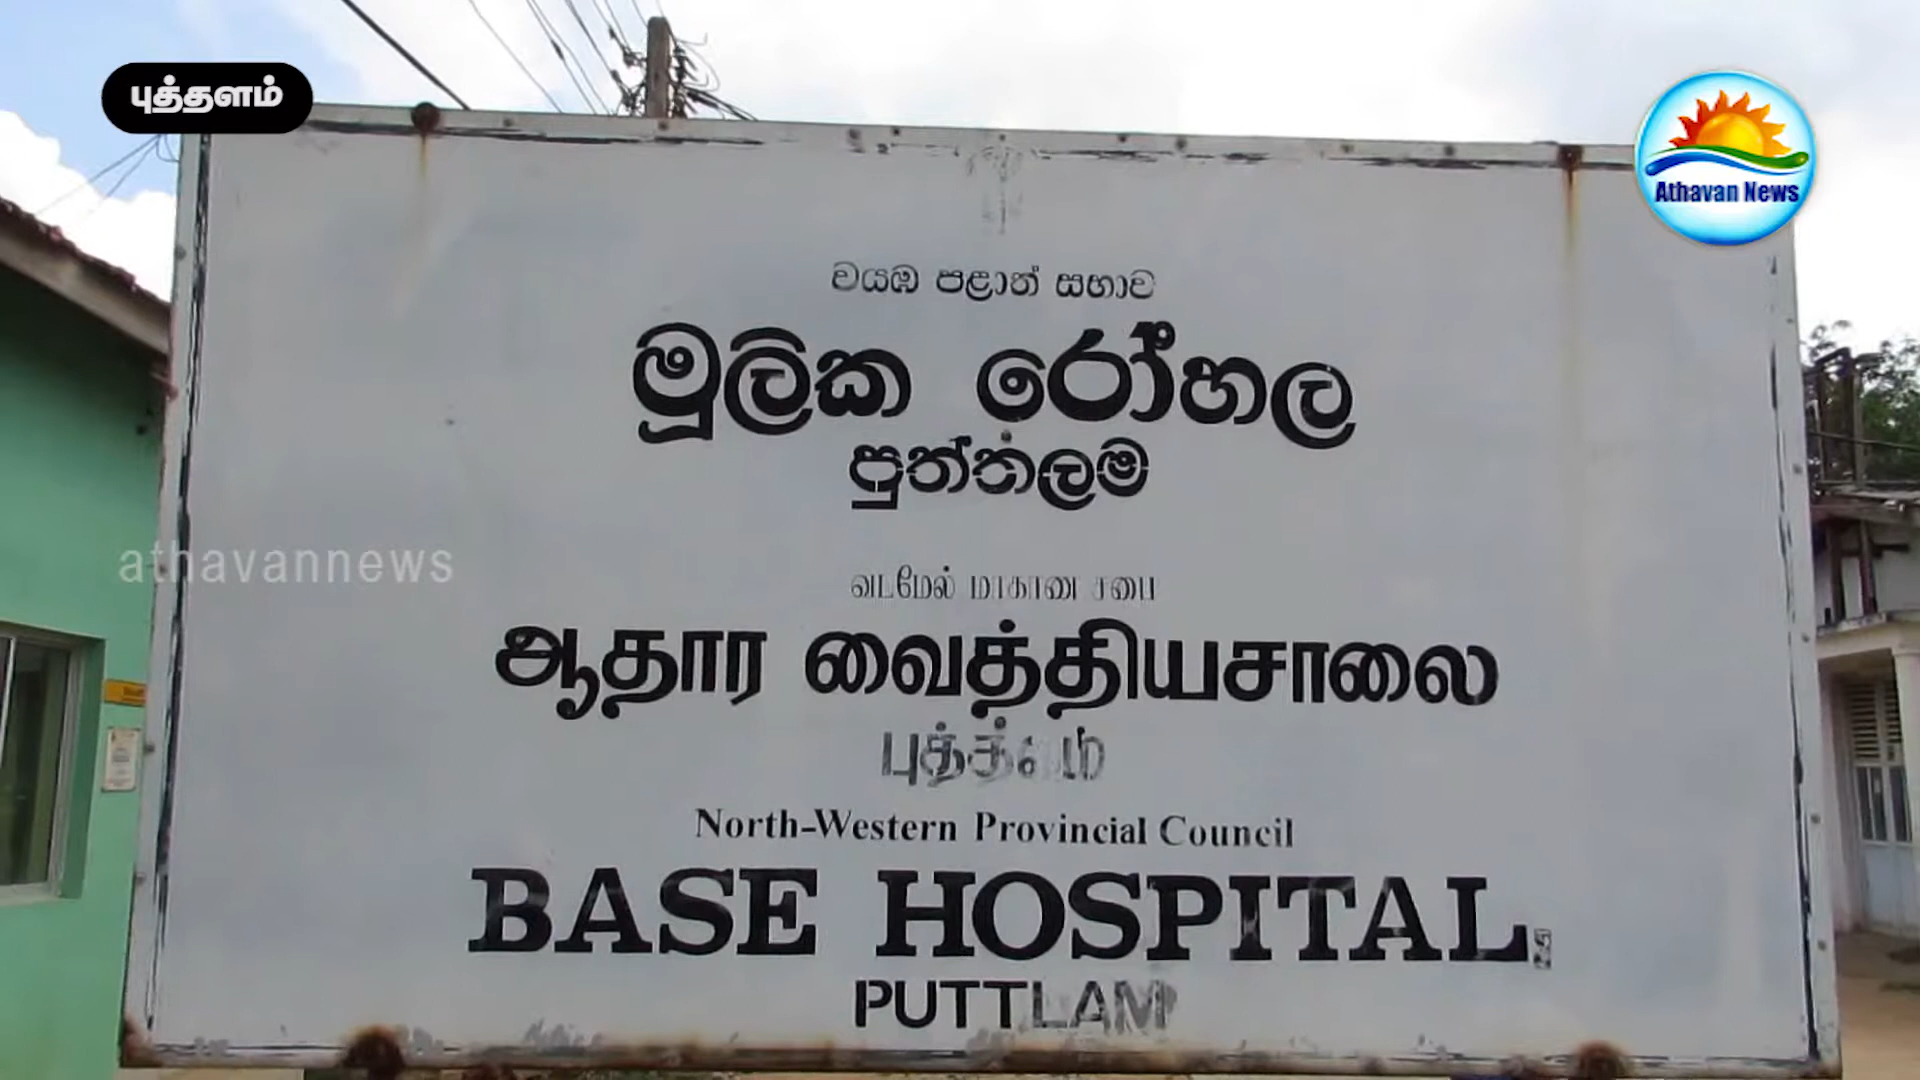 புத்தளம்
Athavan News
වයඹ පළාත් සභාව
මූලික රෝහල
පුත්තලම
athavannews
வடமேல் மாகாண சபை
ஆதார வைத்தியசாலை
புத்தளம்
North-Western Provincial Council
BASE HOSPITAL
PUTTLAM